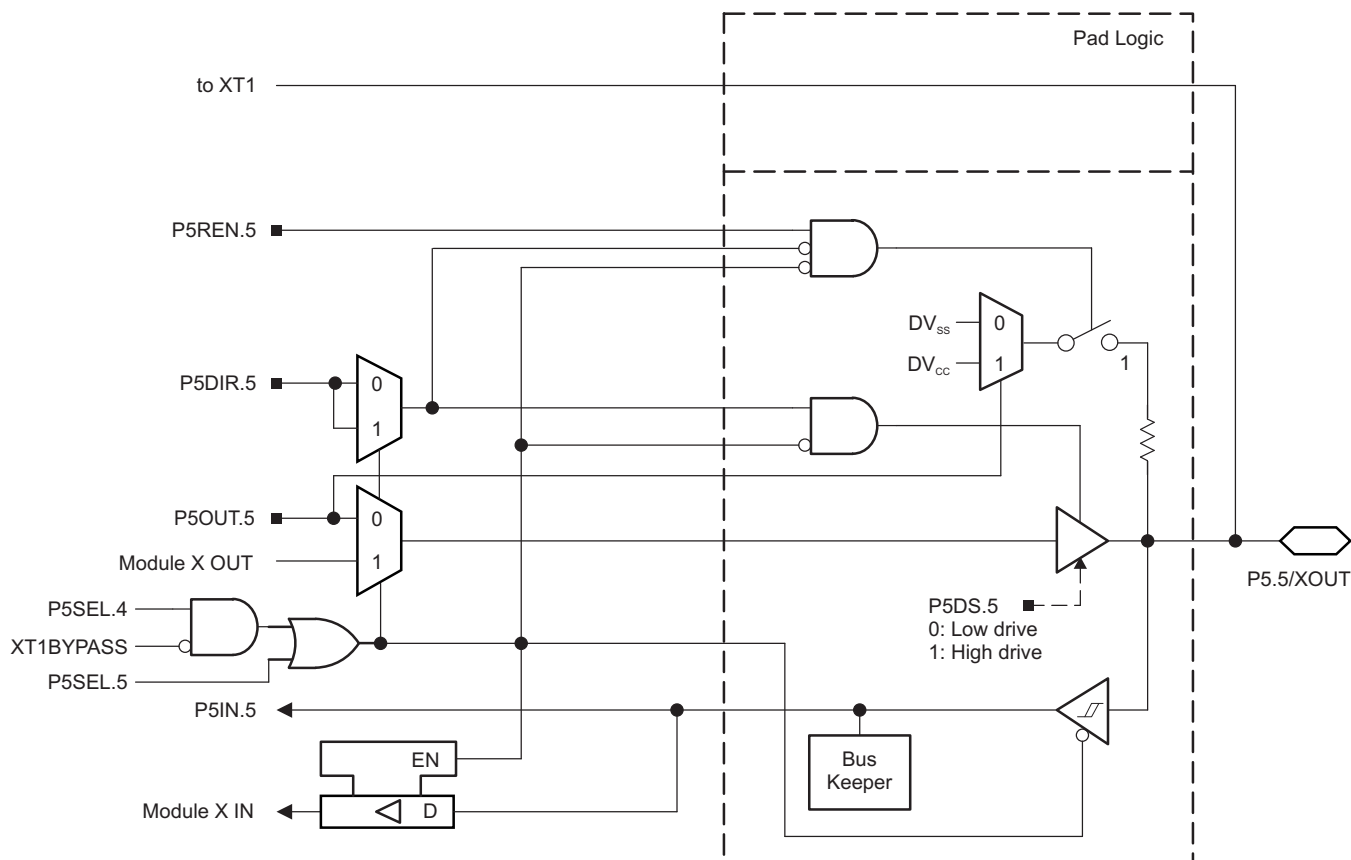 Pad Logic
to XT1
P5REN.5
DVSS
0
DVCC
1
1
P5DIR.5
0
1
P5OUT.5
0
Module X OUT
1
P5.5/XOUT
P5SEL.4
XT1BYPASS
P5SEL.5
P5DS.5
0: Low drive
1: High drive
P5IN.5
EN
Bus
Keeper
Module X IN
D